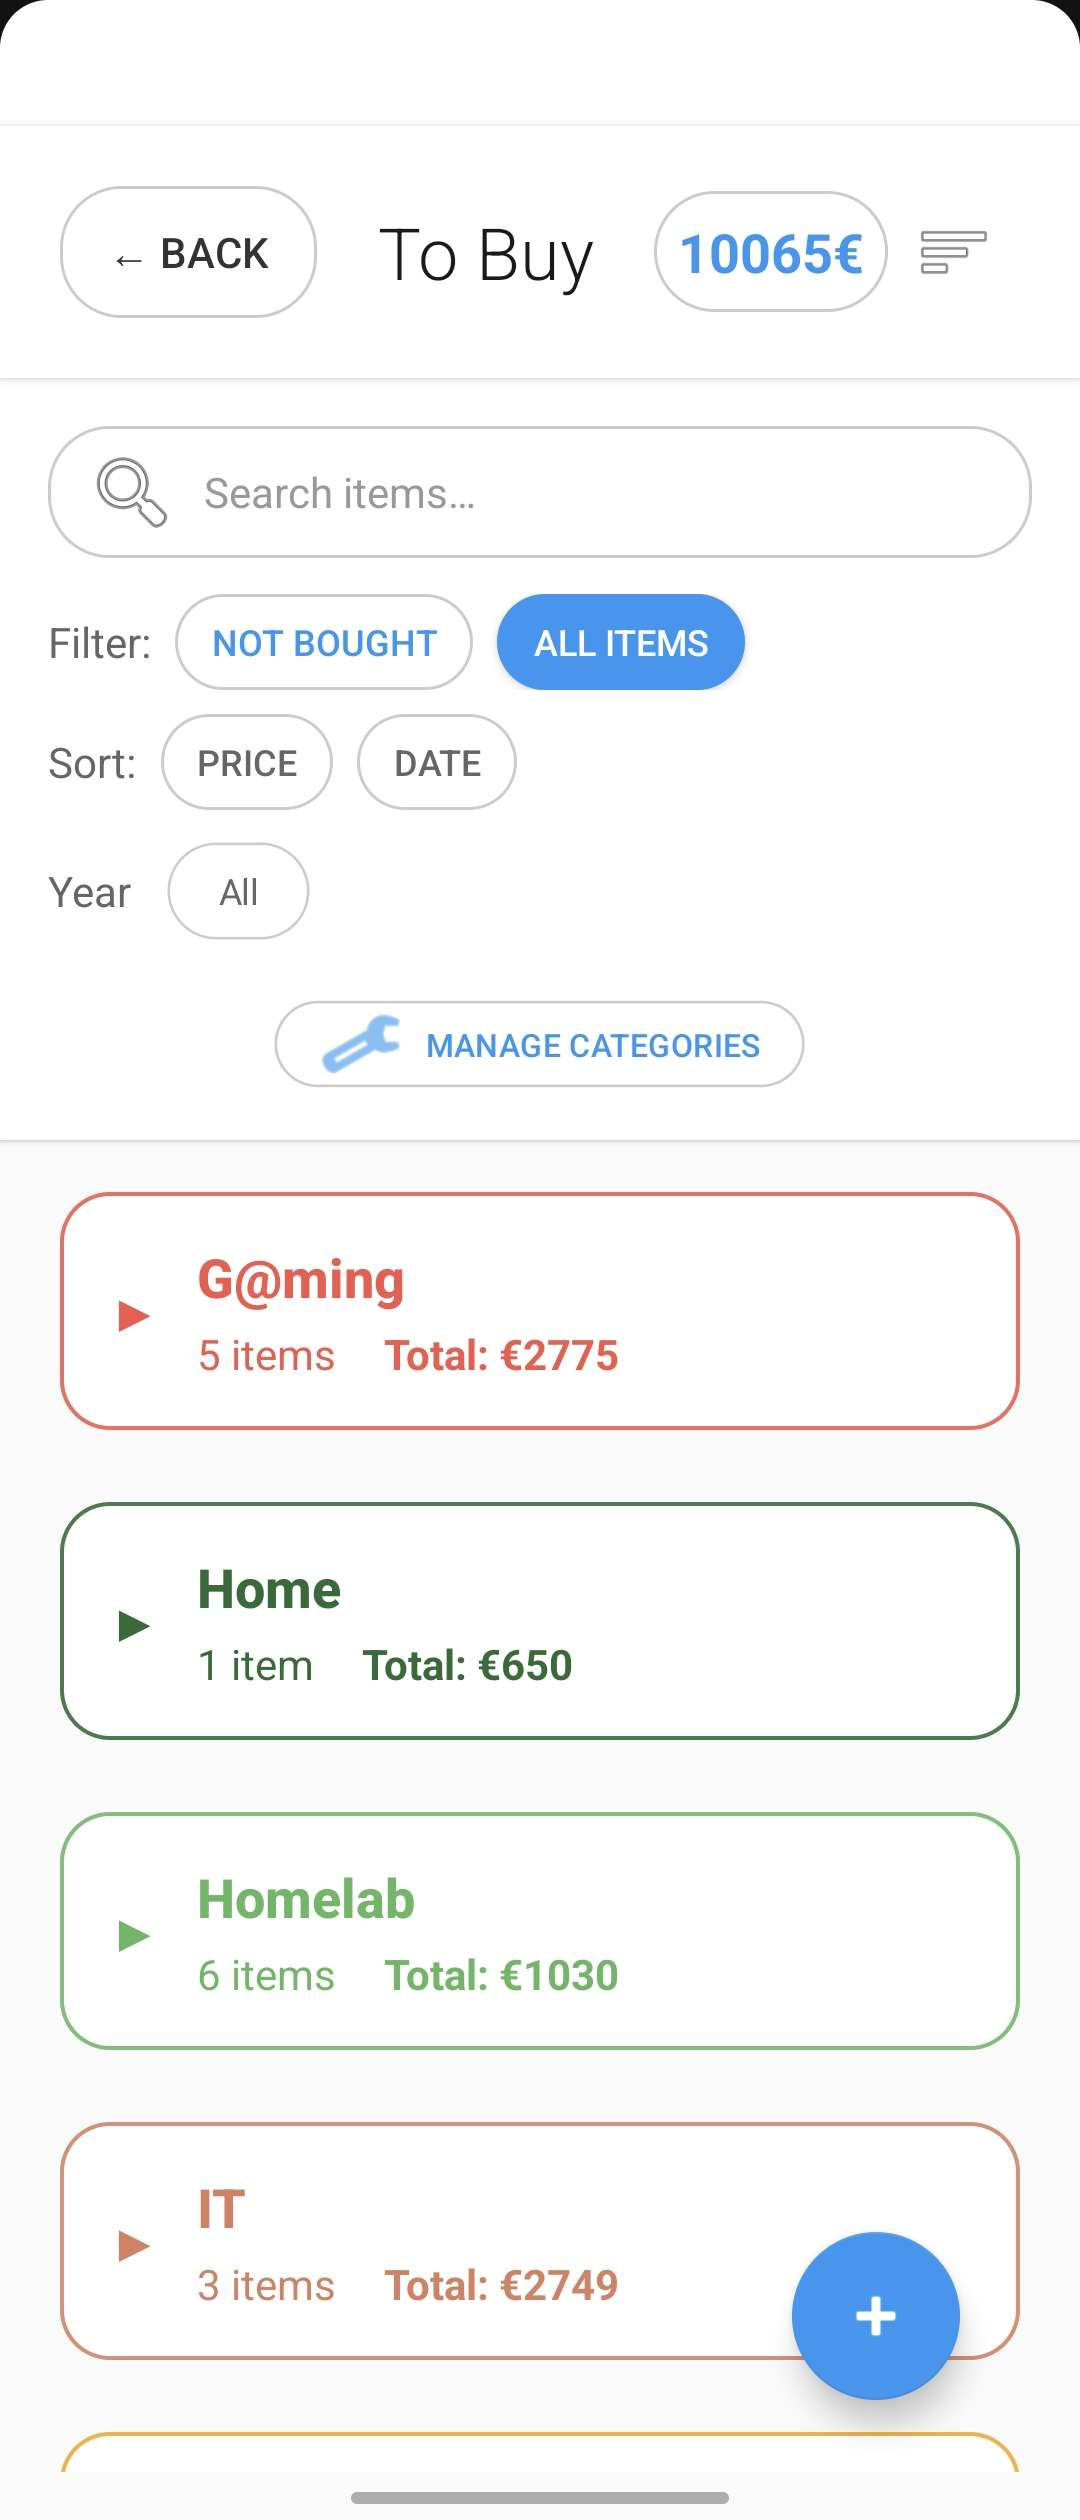 ← BACK To Buy 10065€
Search items...
Filter: NOT BOUGHT ALL ITEMS
Sort: PRICE DATE
Year All
MANAGE CATEGORIES
▶ G@ming
5 items Total: €2775
▶ Home
1 item Total: €650
▶ Homelab
6 items Total: €1030
▶ IT
3 items Total: €2749
+